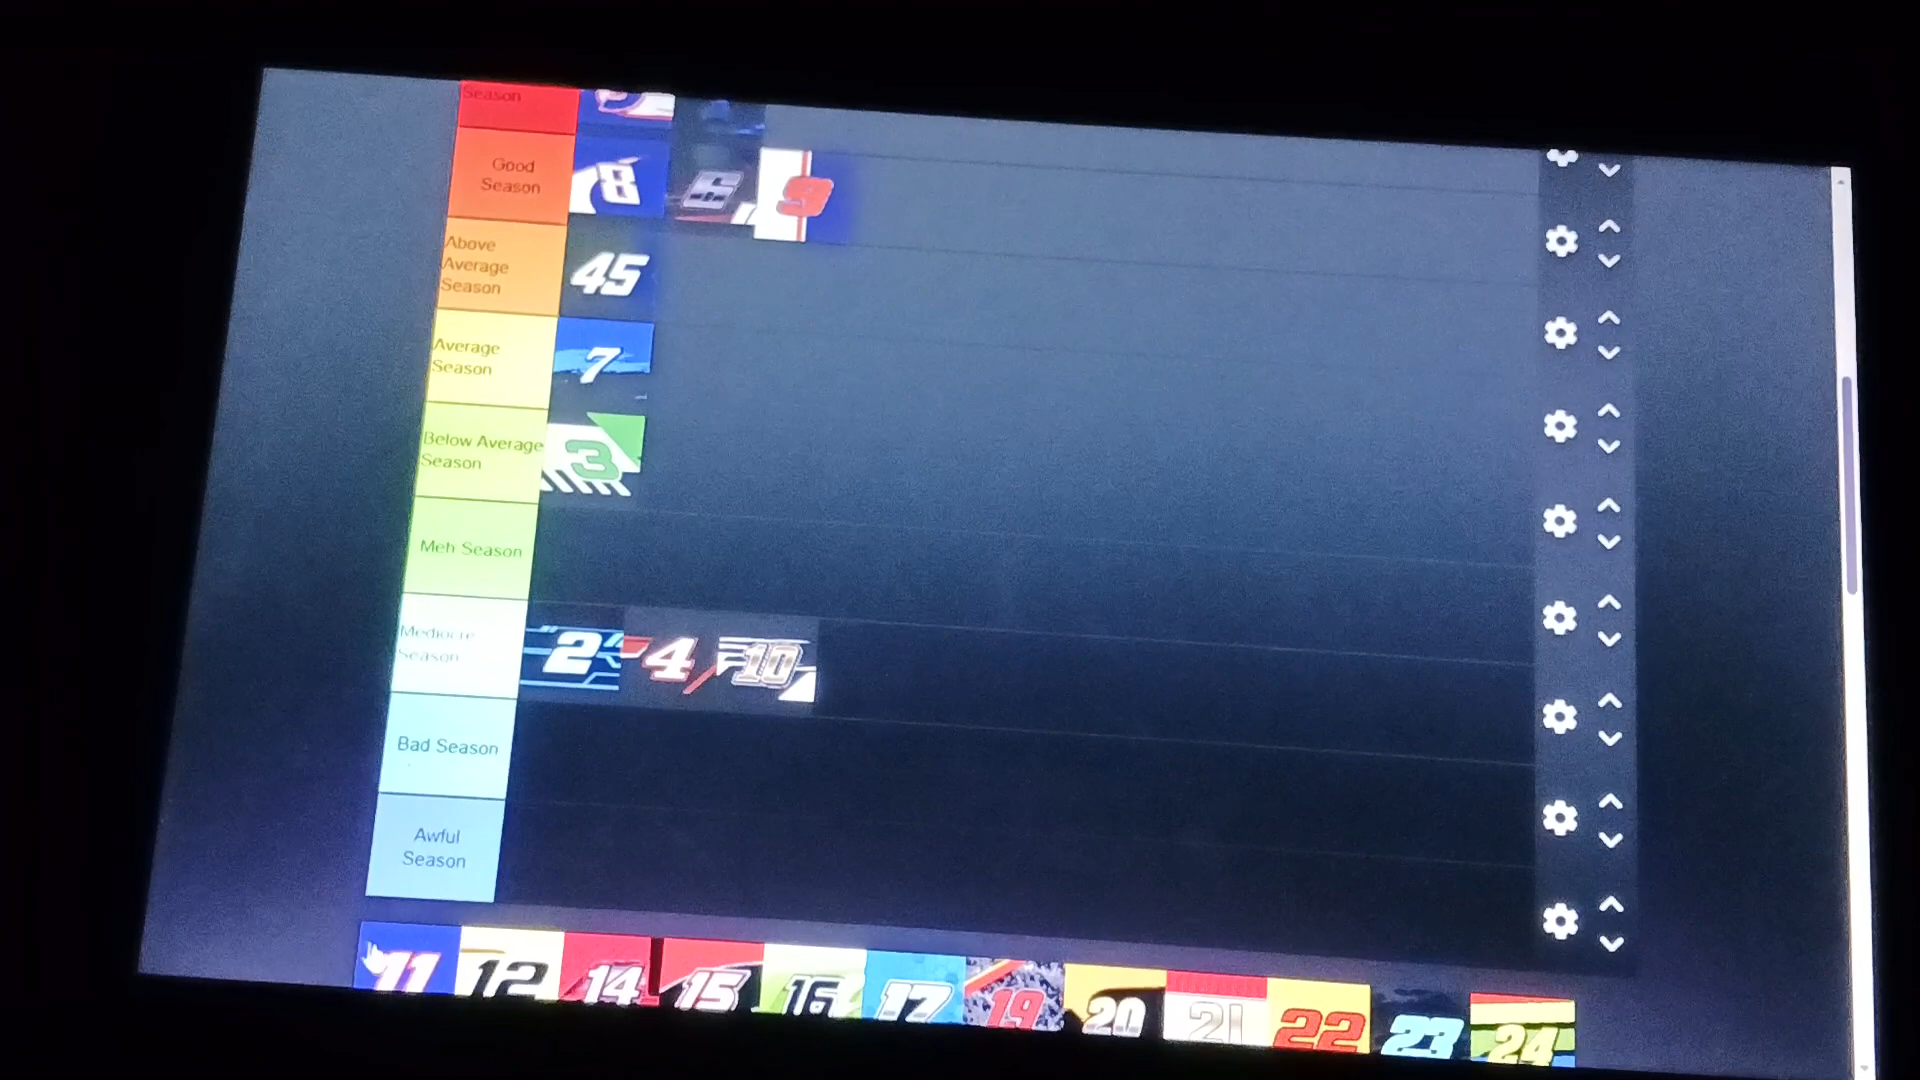 Season
Good
Season
8
6
9
Above
Average
Season
45
Average
Season
7
Below Average
Season
3
Meh Season
Mediocre
Season
2
4
10
Bad Season
Awful
Season
11
12
14
15
16
17
19
20
21
22
23
24